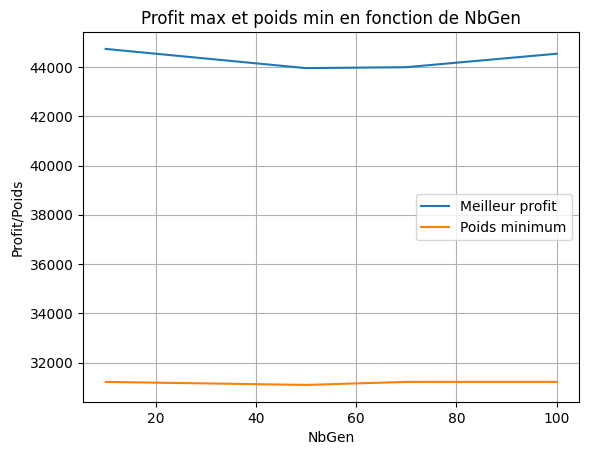 Profit max et poids min en fonction de NbGen
Profit/Poids
44000
42000
40000
38000
36000
34000
32000
Meilleur profit
Poids minimum
20
40
60
80
100
NbGen